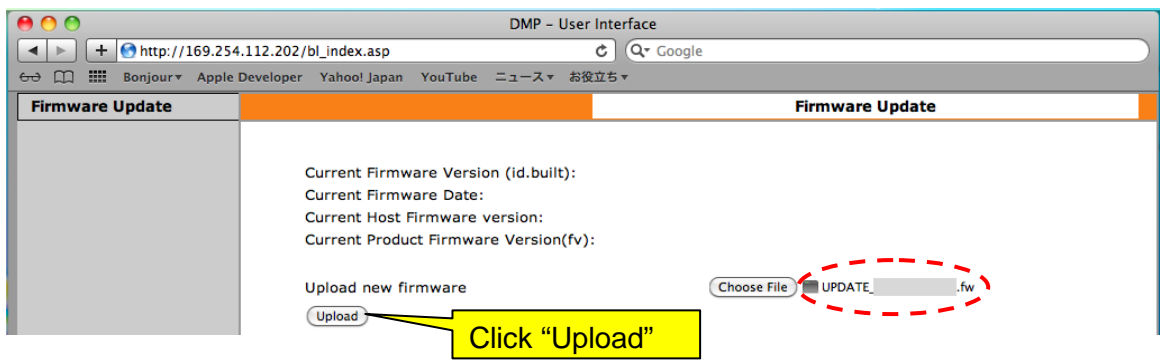 DMP – User Interface
http://169.254.112.202/bl_index.asp
Google
Bonjour Apple Developer Yahoo! Japan YouTube ニュース お役立ち
Firmware Update
Firmware Update
Current Firmware Version (id.built):
Current Firmware Date:
Current Host Firmware version:
Current Product Firmware Version(fv):
Upload new firmware
Choose File UPDATE_ .fw
Upload
Click “Upload”